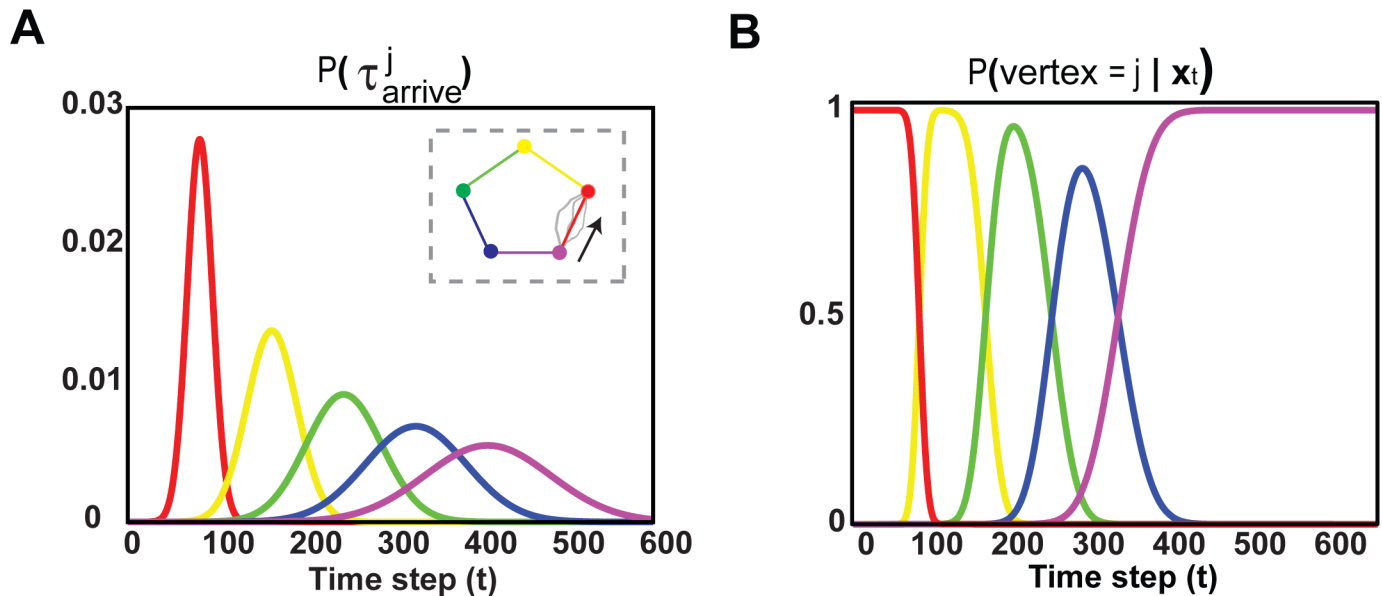 A
P( τ^j_arrive)
0.03
0.02
0.01
0
0 100 200 300 400 500 600
Time step (t)
B
P(vertex = j | x_t)
1
0.5
0
0 100 200 300 400 500 600
Time step (t)